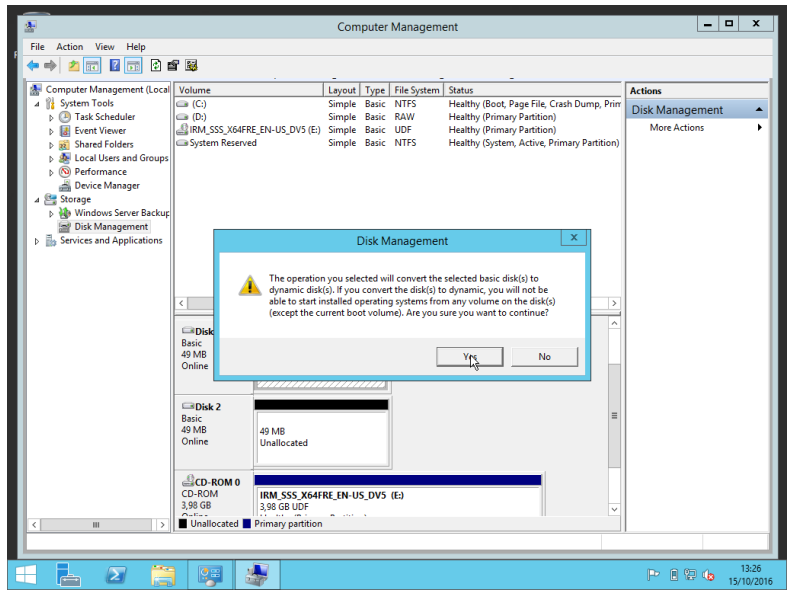 Computer Management
File Action View Help
Computer Management (Local
System Tools
Task Scheduler
Event Viewer
Shared Folders
Local Users and Groups
Performance
Device Manager
Storage
Windows Server Backup
Disk Management
Services and Applications
Volume Layout Type File System Status
(C:) Simple Basic NTFS Healthy (Boot, Page File, Crash Dump, Prim
(D:) Simple Basic RAW Healthy (Primary Partition)
IRM_SSS_X64FRE_EN-US_DV5 (E:) Simple Basic UDF Healthy (Primary Partition)
System Reserved Simple Basic NTFS Healthy (System, Active, Primary Partition)
Actions
Disk Management
More Actions
Disk Management
The operation you selected will convert the selected basic disk(s) to
dynamic disk(s). If you convert the disk(s) to dynamic, you will not be
able to start installed operating systems from any volume on the disk(s)
(except the current boot volume). Are you sure you want to continue?
Yes No
Disk
Basic
49 MB
Online
Disk 2
Basic
49 MB
Online
49 MB
Unallocated
CD-ROM 0
CD-ROM
3,98 GB
IRM_SSS_X64FRE_EN-US_DV5 (E:)
3,98 GB UDF
Unallocated Primary partition
13:26
15/10/2016